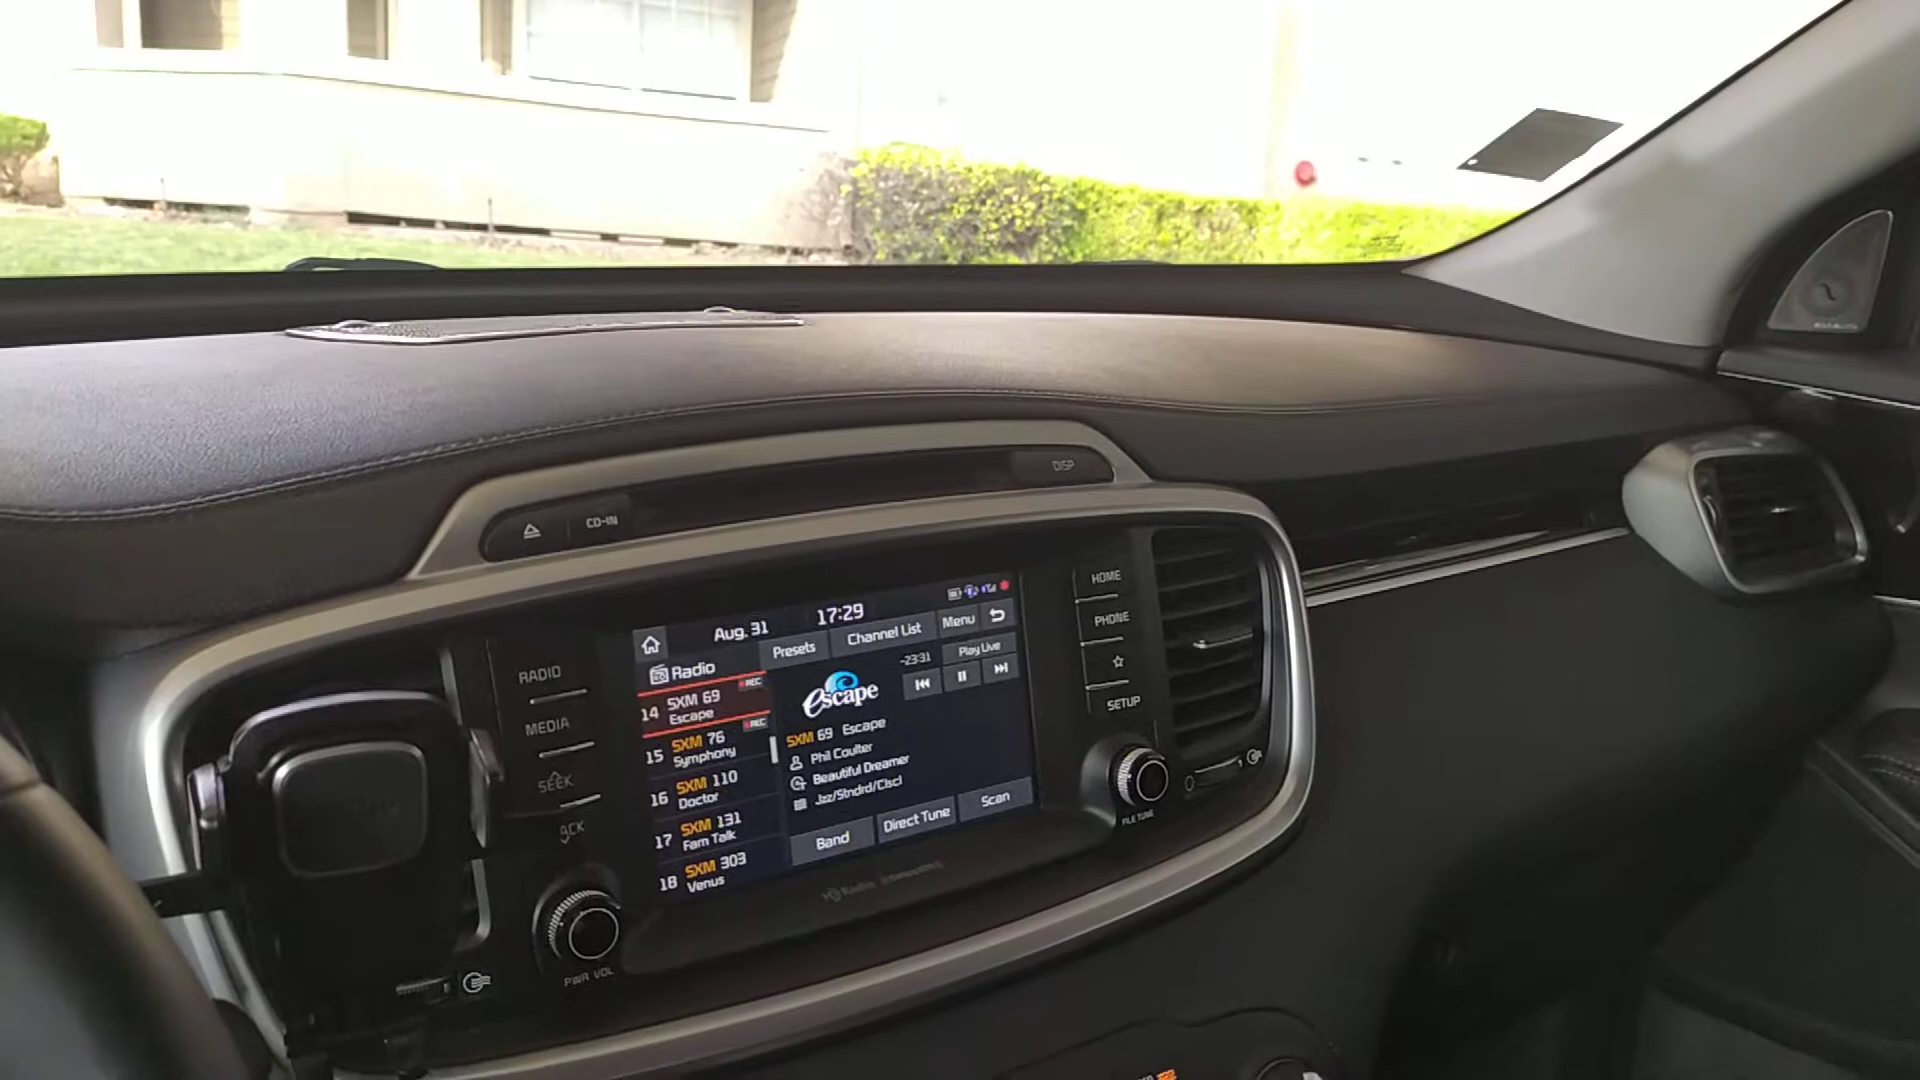 DISP
CD-IN
HOME
PHONE
SETUP
RADIO
MEDIA
SEEK
PWR VOL
FILE TUNE
Aug. 31
17:29
Radio
Presets
Channel List
Menu
14 SXM 69 REC
Escape
15 SXM 76 REC
Symphony
16 SXM 110
Doctor
17 SXM 131
Fam Talk
18 SXM 303
Venus
escape
-23:31
Play Live
SXM 69 Escape
Phil Coulter
Beautiful Dreamer
Jzz/Stndrd/Clscl
Band
Direct Tune
Scan